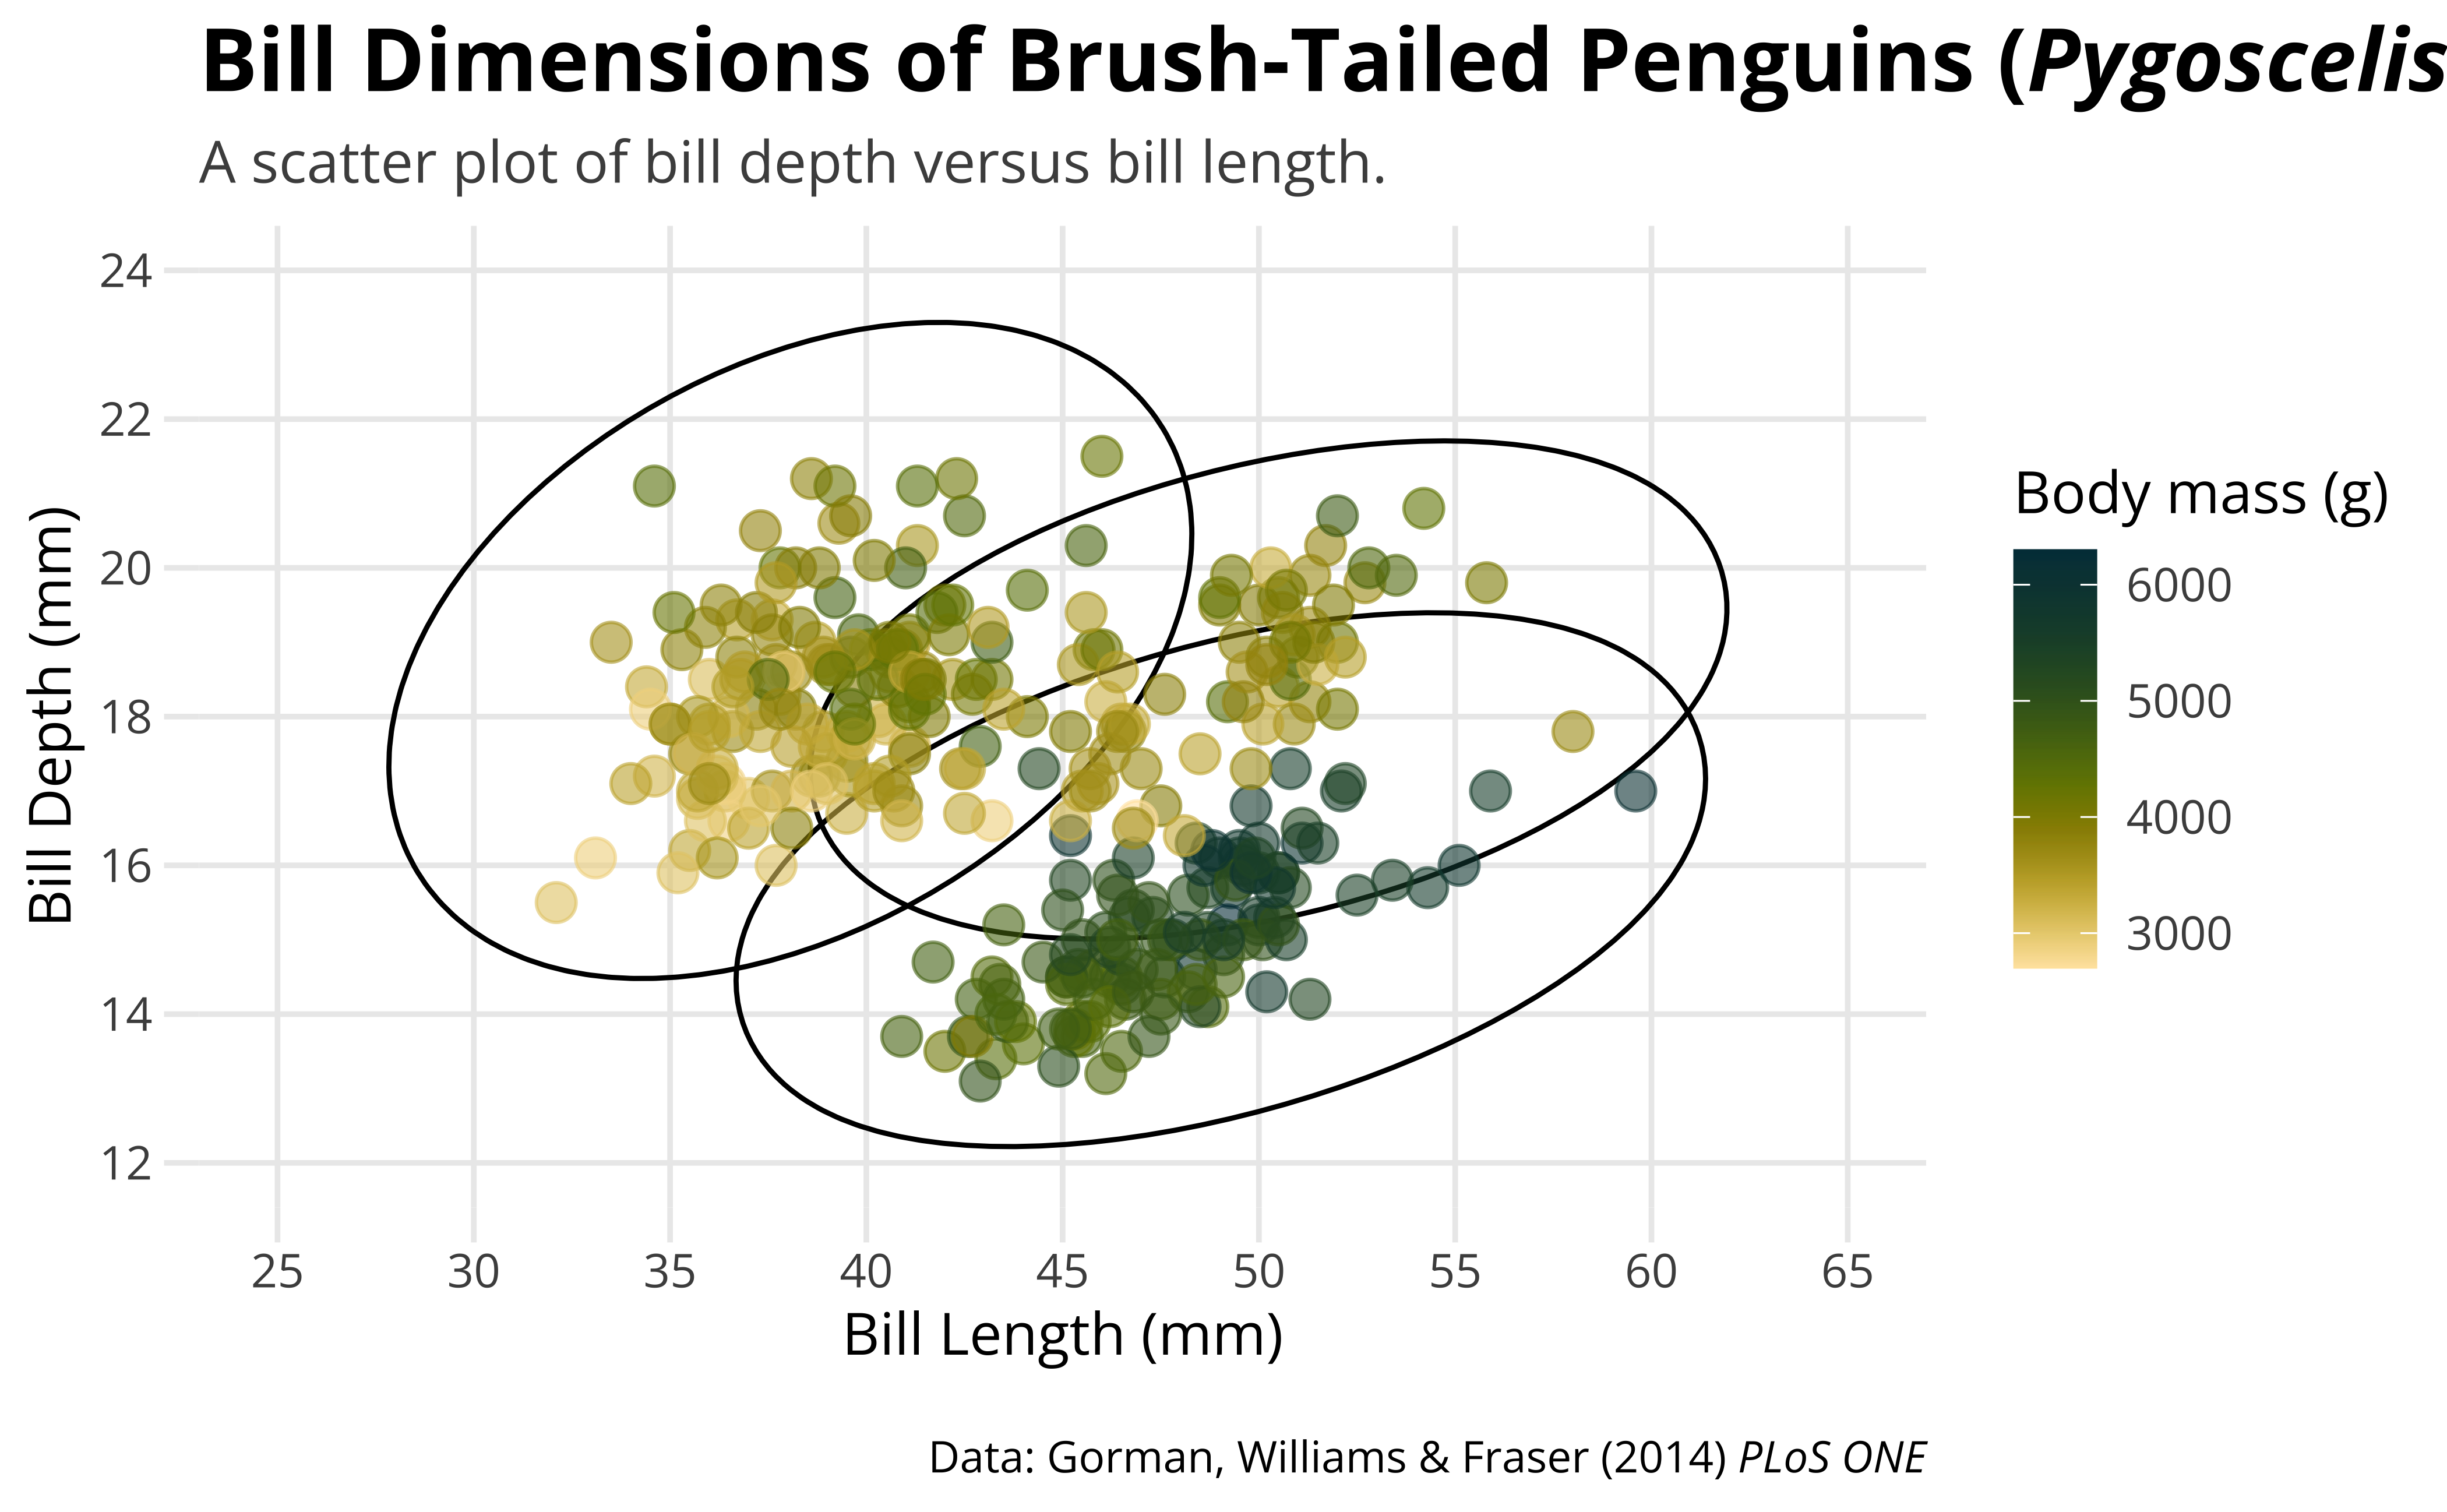 Bill Dimensions of Brush-Tailed Penguins (Pygoscelis
A scatter plot of bill depth versus bill length.
24
22
20
18
16
14
12
Bill Depth (mm)
25 30 35 40 45 50 55 60 65
Bill Length (mm)
Body mass (g)
6000
5000
4000
3000
Data: Gorman, Williams & Fraser (2014) PLoS ONE